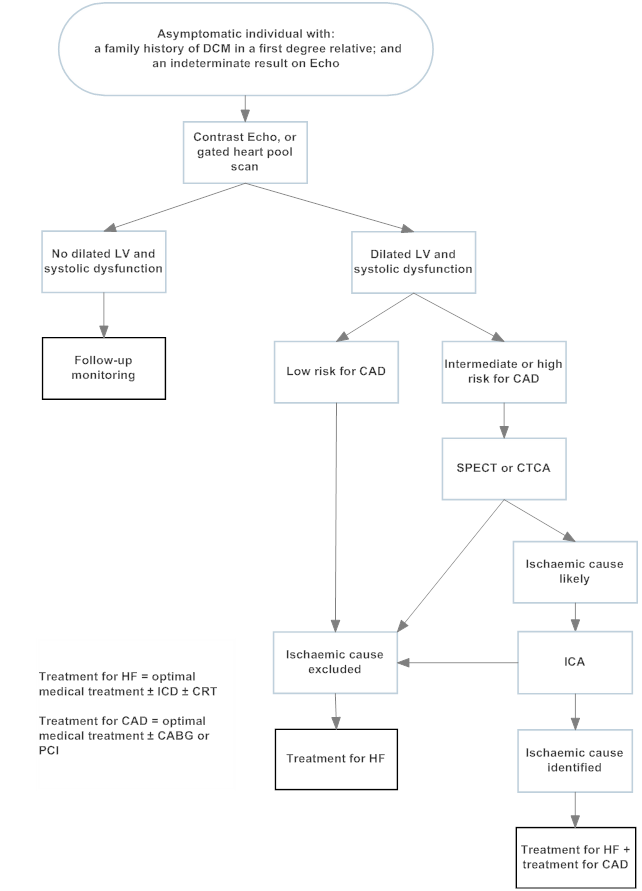 Asymptomatic individual with:
a family history of DCM in a first degree relative; and
an indeterminate result on Echo
Contrast Echo, or
gated heart pool
scan
No dilated LV and
systolic dysfunction
Dilated LV and
systolic dysfunction
Follow-up
monitoring
Low risk for CAD
Intermediate or high
risk for CAD
SPECT or CTCA
Ischaemic cause
likely
Ischaemic cause
excluded
ICA
Treatment for HF = optimal
medical treatment ± ICD ± CRT
Treatment for CAD = optimal
medical treatment ± CABG or
PCI
Treatment for HF
Ischaemic cause
identified
Treatment for HF +
treatment for CAD